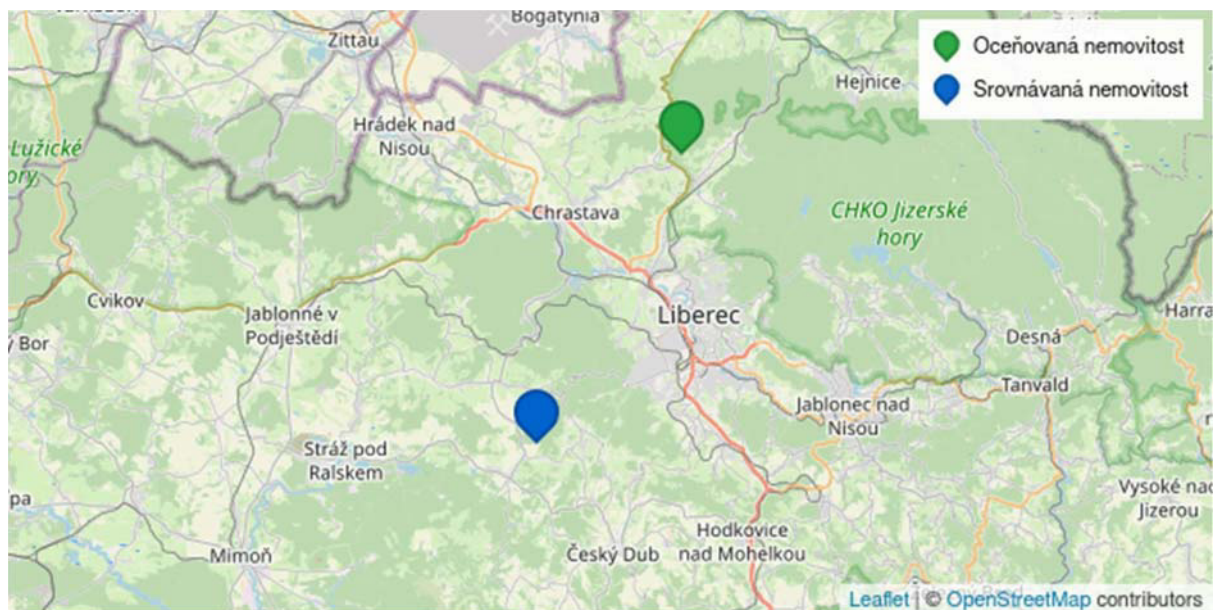 Bogatynia
Zittau
Oceňovaná nemovitost
Hejnice
Srovnávaná nemovitost
Hrádek nad
Nisou
Lužické
hory
Chrastava
CHKO Jizerské
hory
Cvikov
Jablonné v
Podještědí
Liberec
Harra
Desná
Bor
Tanvald
Jablonec nad
Nisou
Stráž pod
Ralskem
Vysoké nad
Jizerou
ípa
Hodkovice
nad Mohelkou
Český Dub
Mimoň
Leaflet | © OpenStreetMap contributors